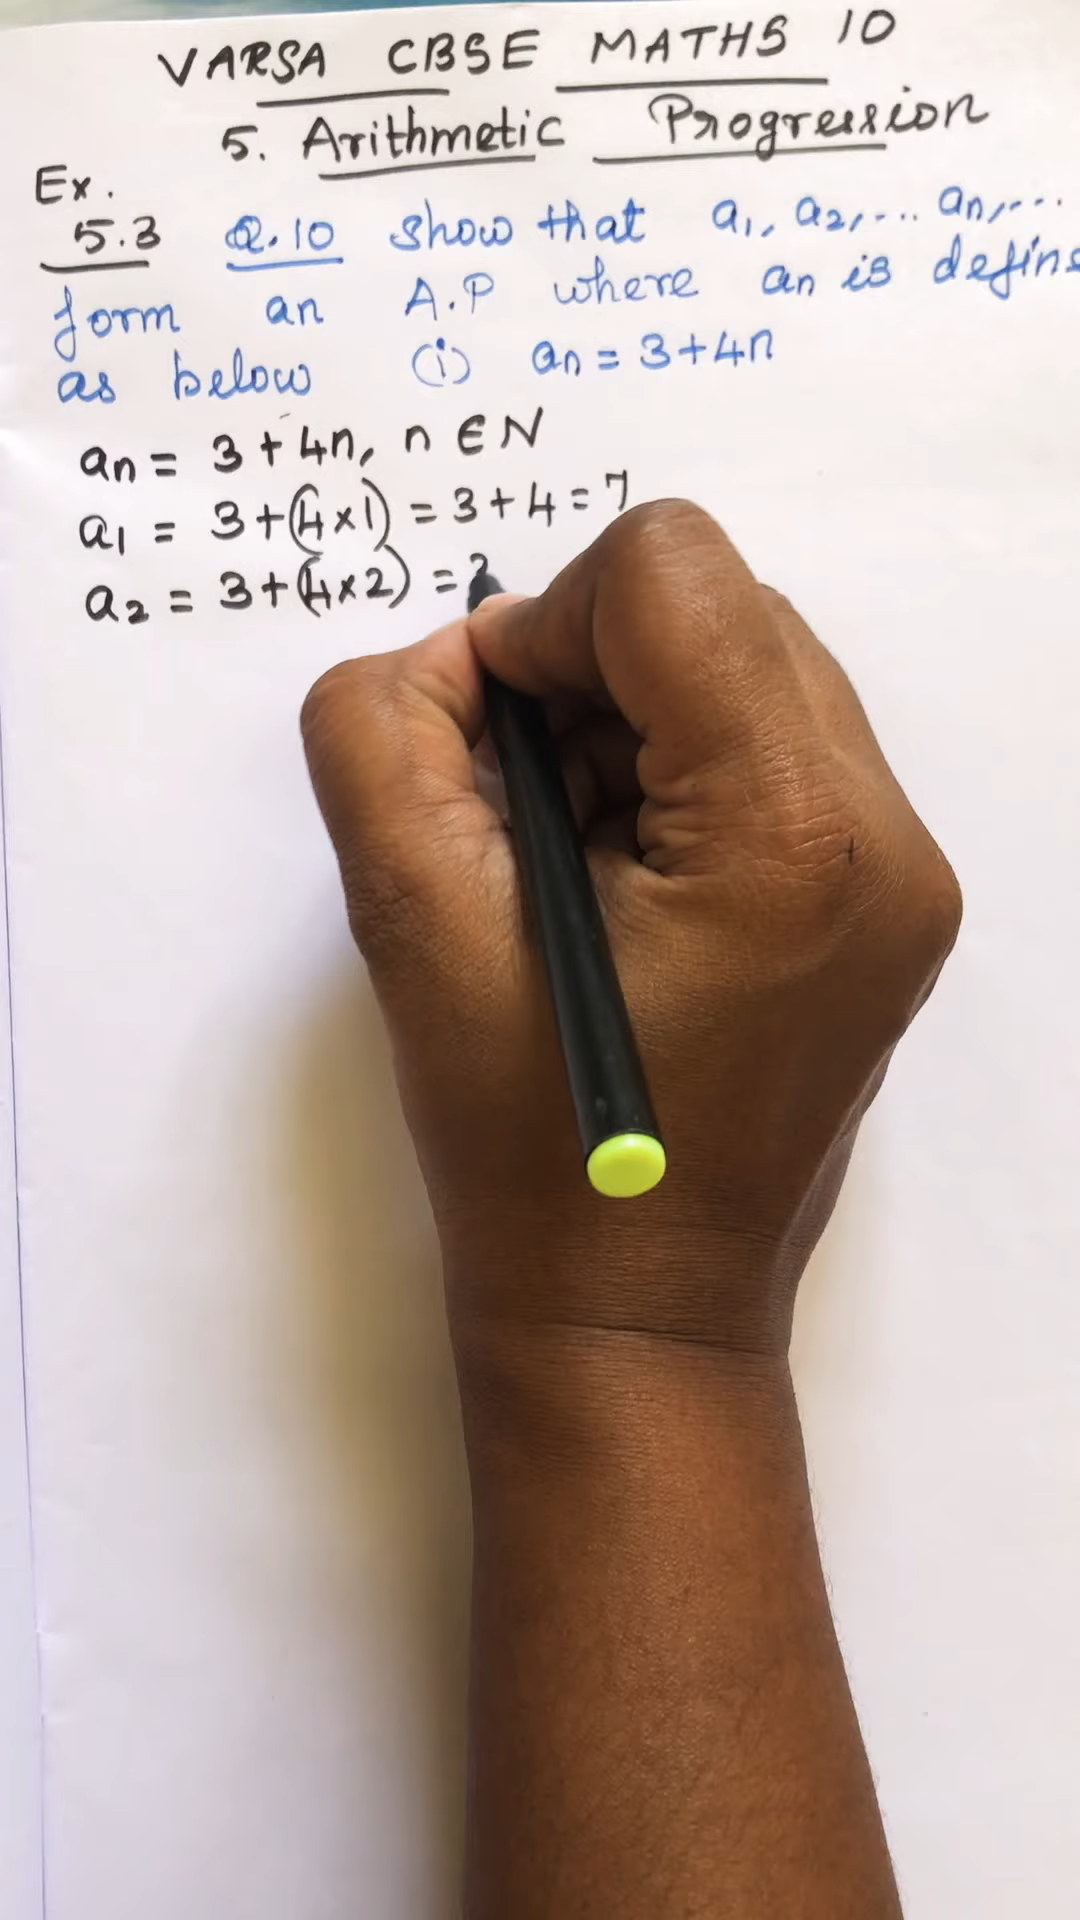 VARSA CBSE MATHS 10
5. Arithmetic Progression
Ex.
5.3 Q.10 show that a1, a2,... an,...
form an A.P where an is define
as below (i) an = 3+4n
an = 3 + 4n, n ∈ N
a1 = 3+(4×1) = 3+4 = 7
a2 = 3+(4×2) =